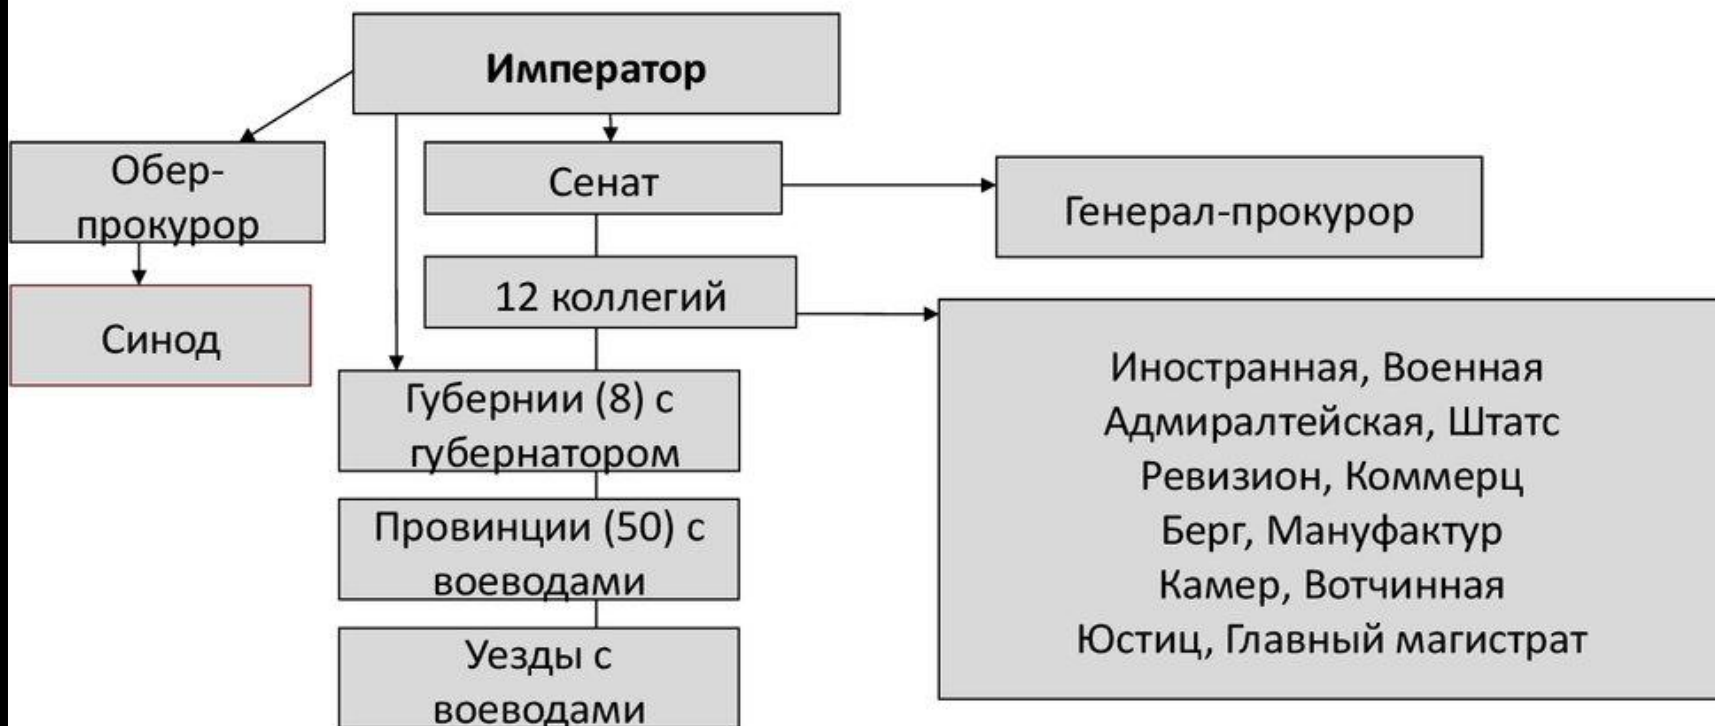 Император
Обер-
прокурор
Сенат
Генерал-прокурор
Синод
12 коллегий
Иностранная, Военная
Адмиралтейская, Штатс
Ревизион, Коммерц
Берг, Мануфактур
Камер, Вотчинная
Юстиц, Главный магистрат
Губернии (8) с
губернатором
Провинции (50) с
воеводами
Уезды с
воеводами